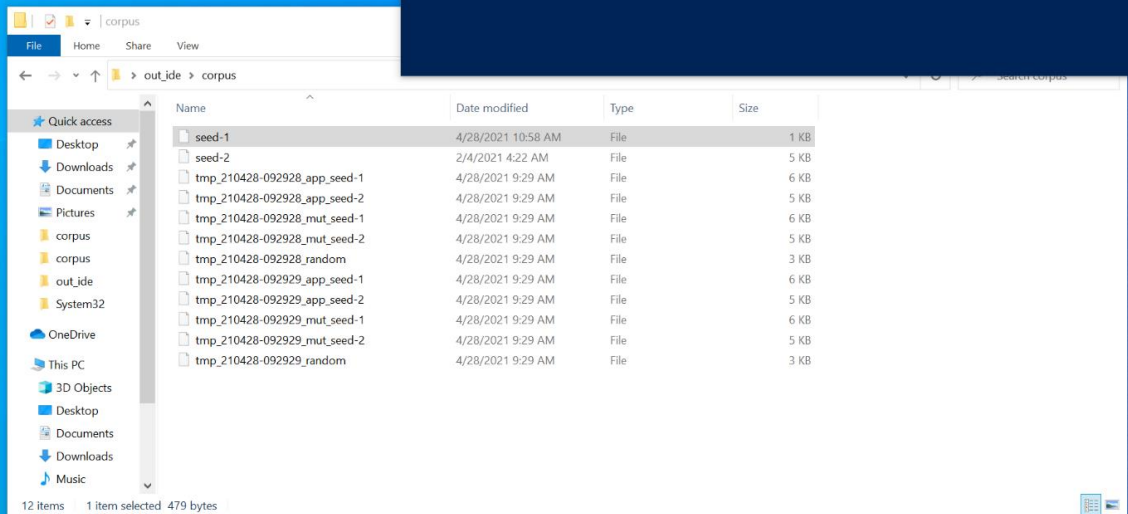 corpus
File Home Share View
out_ide > corpus
Search corpus
Name Date modified Type Size
Quick access
Desktop
Downloads
Documents
Pictures
corpus
corpus
out_ide
System32
OneDrive
This PC
3D Objects
Desktop
Documents
Downloads
Music
seed-1 4/28/2021 10:58 AM File 1 KB
seed-2 2/4/2021 4:22 AM File 5 KB
tmp_210428-092928_app_seed-1 4/28/2021 9:29 AM File 6 KB
tmp_210428-092928_app_seed-2 4/28/2021 9:29 AM File 5 KB
tmp_210428-092928_mut_seed-1 4/28/2021 9:29 AM File 6 KB
tmp_210428-092928_mut_seed-2 4/28/2021 9:29 AM File 5 KB
tmp_210428-092928_random 4/28/2021 9:29 AM File 3 KB
tmp_210428-092929_app_seed-1 4/28/2021 9:29 AM File 6 KB
tmp_210428-092929_app_seed-2 4/28/2021 9:29 AM File 5 KB
tmp_210428-092929_mut_seed-1 4/28/2021 9:29 AM File 6 KB
tmp_210428-092929_mut_seed-2 4/28/2021 9:29 AM File 5 KB
tmp_210428-092929_random 4/28/2021 9:29 AM File 3 KB
12 items 1 item selected 479 bytes